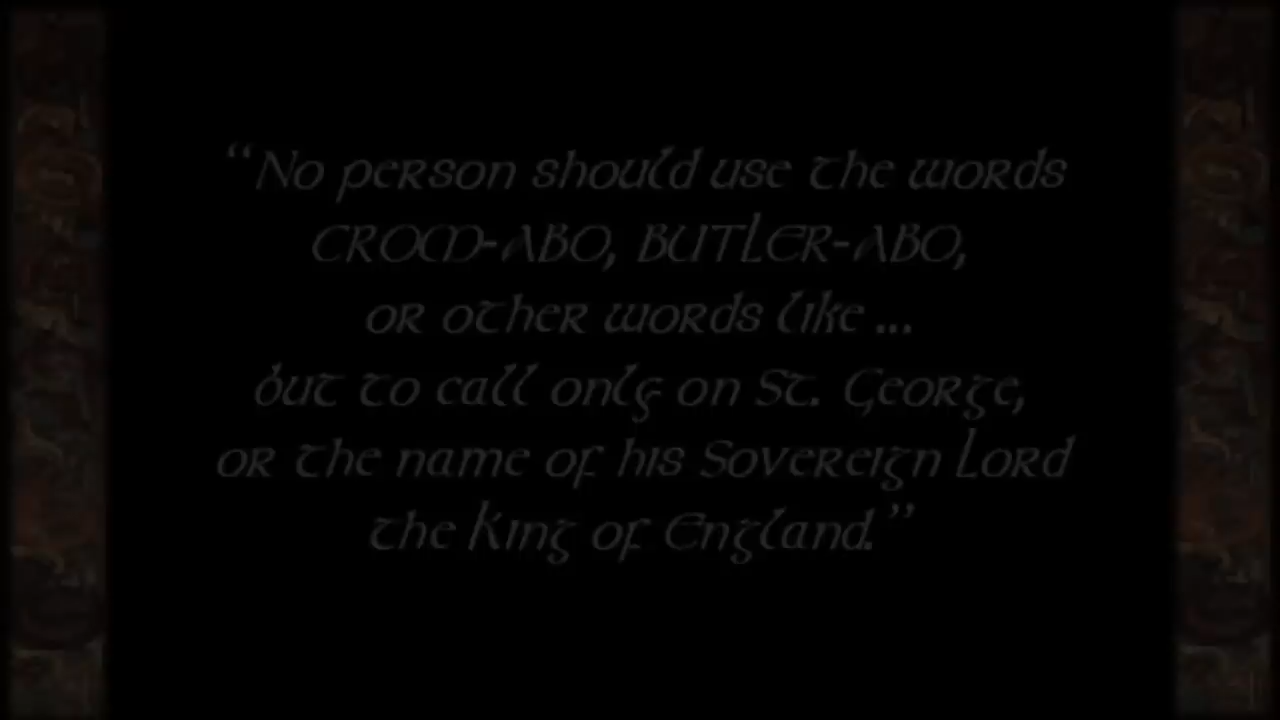 “No person should use the words
CROM-ABO, BUTLER-ABO,
or other words like ...
but to call only on St. George,
or the name of his Sovereign Lord
the King of England.”